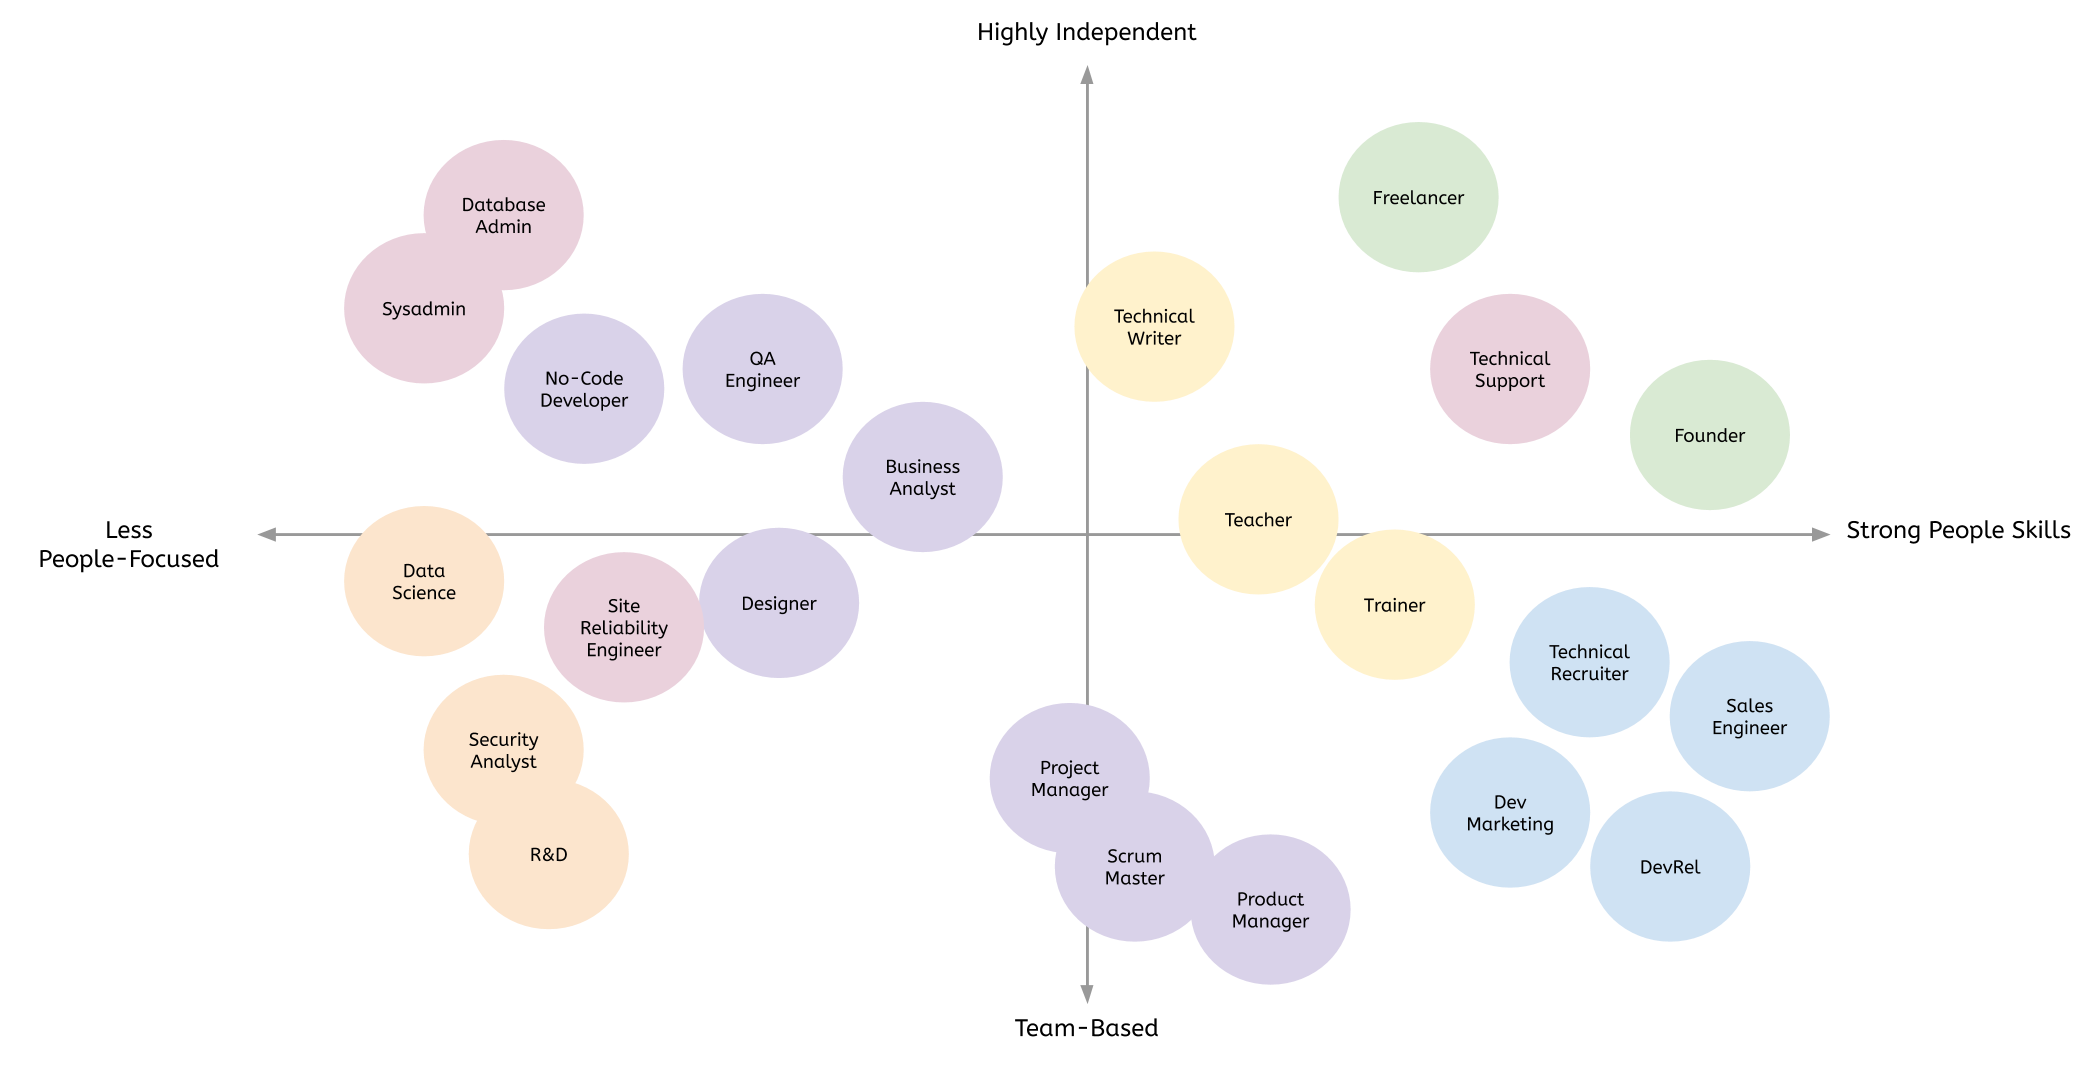 Highly Independent
Freelancer
Database
Admin
Sysadmin
Technical
Writer
No-Code
Developer
QA
Engineer
Technical
Support
Founder
Business
Analyst
Teacher
Less
People-Focused
Strong People Skills
Data
Science
Site
Reliability
Engineer
Designer
Trainer
Technical
Recruiter
Sales
Engineer
Security
Analyst
Project
Manager
Dev
Marketing
R&D
Scrum
Master
DevRel
Product
Manager
Team-Based